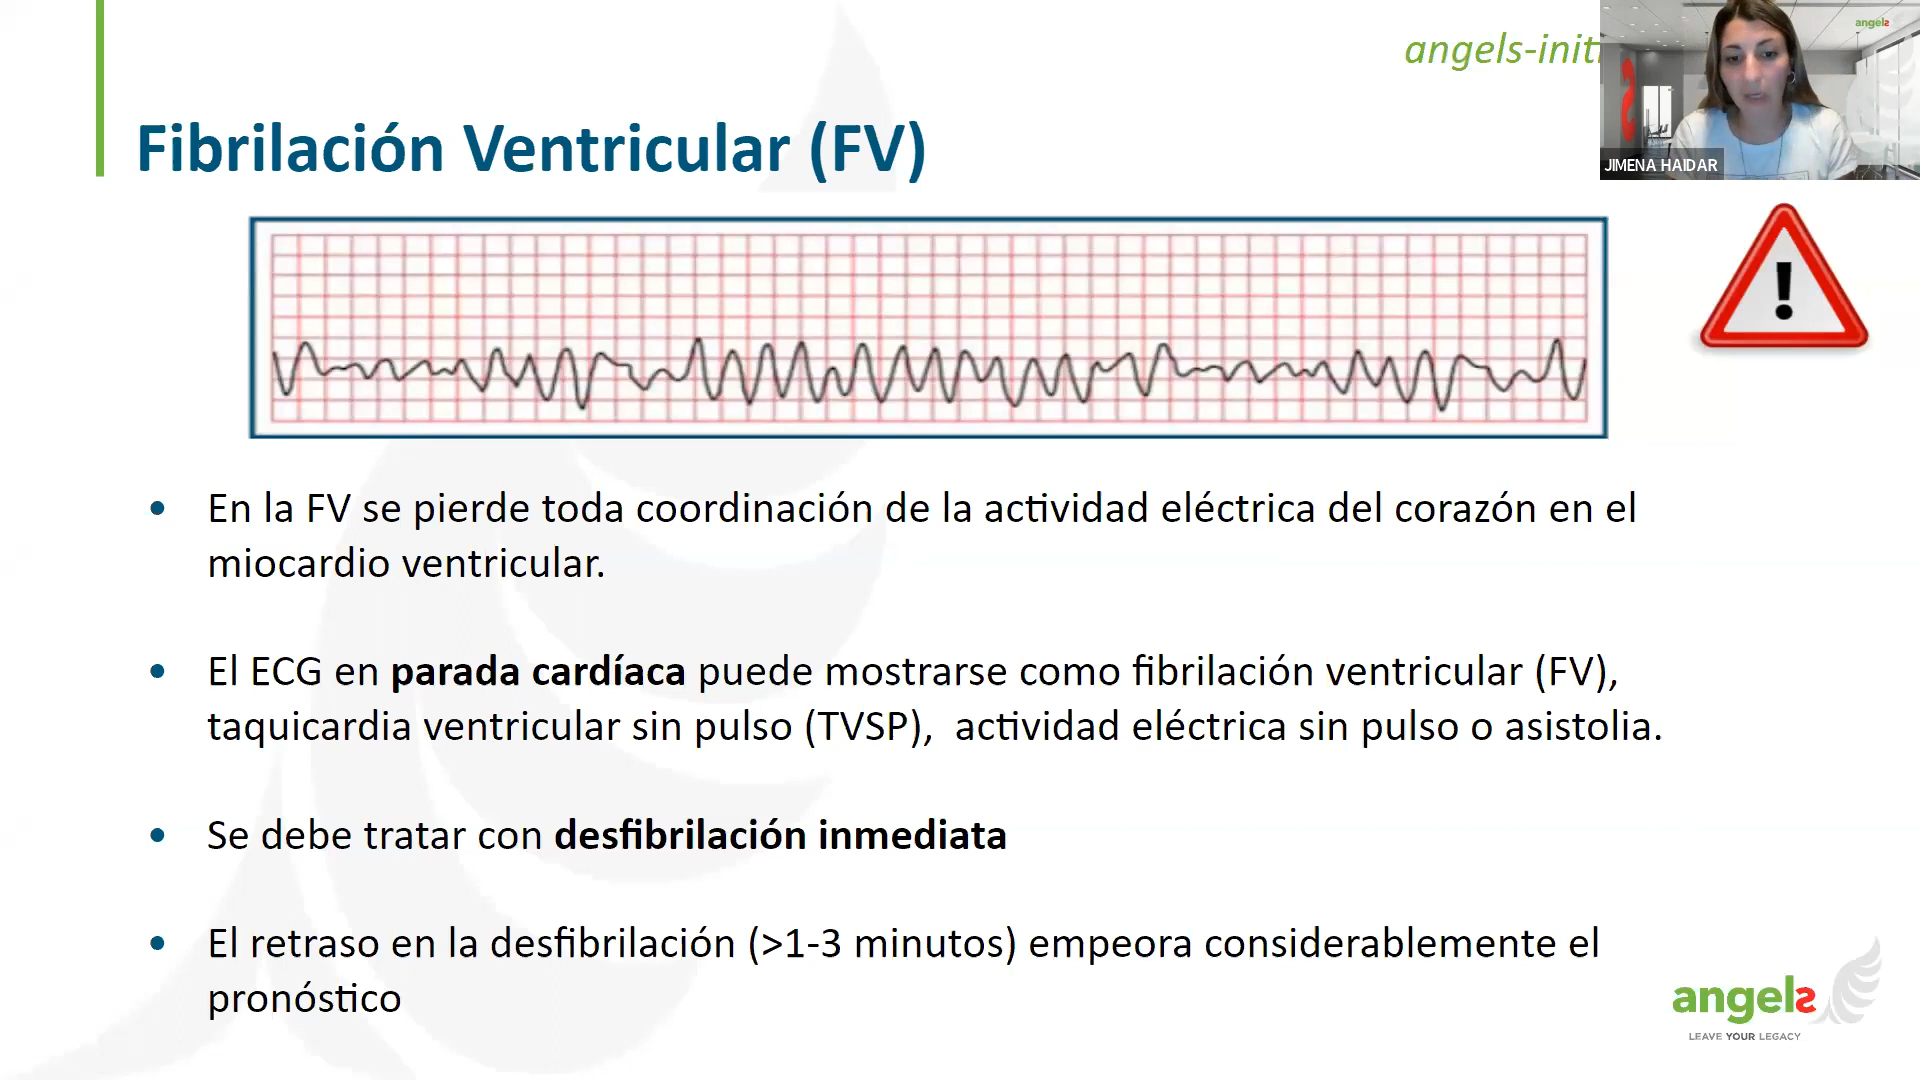 angels-initi
angels
JIMENA HAIDAR
Fibrilación Ventricular (FV)
• En la FV se pierde toda coordinación de la actividad eléctrica del corazón en el
miocardio ventricular.
• El ECG en parada cardíaca puede mostrarse como fibrilación ventricular (FV),
taquicardia ventricular sin pulso (TVSP),  actividad eléctrica sin pulso o asistolia.
• Se debe tratar con desfibrilación inmediata
• El retraso en la desfibrilación (>1-3 minutos) empeora considerablemente el
pronóstico
angels
LEAVE YOUR LEGACY